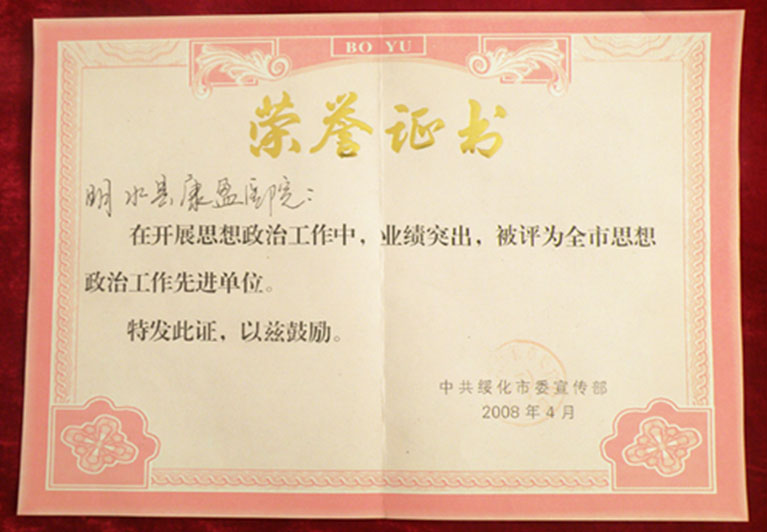 BO YU
荣誉证书
明水县康盈医院：
在开展思想政治工作中，业绩突出，被评为全市思想
政治工作先进单位。
特发此证，以兹鼓励。
中共绥化市委宣传部
2008 年 4 月